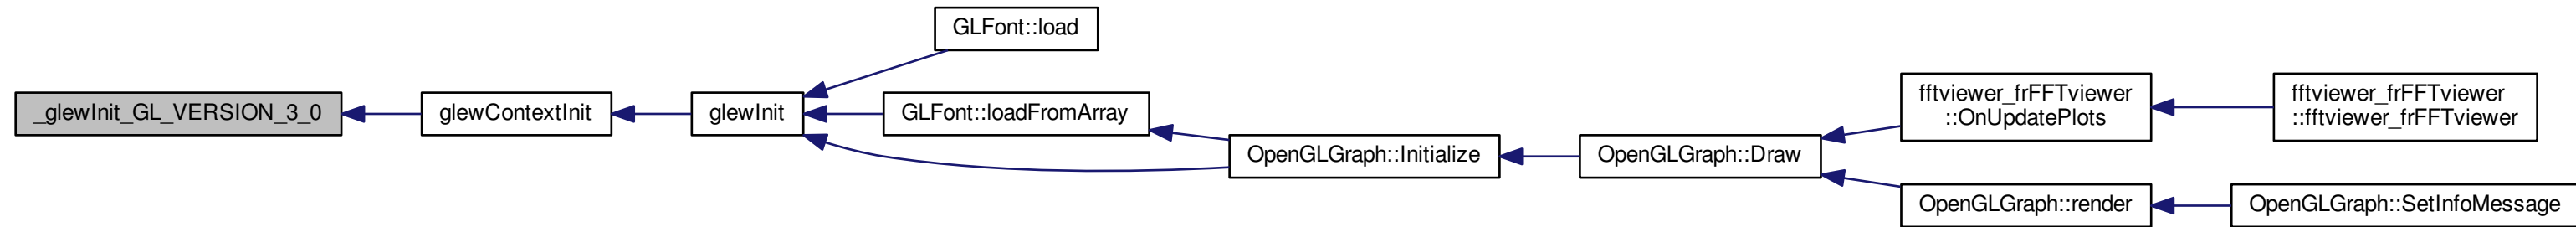 GLFont::load
_glewInit_GL_VERSION_3_0
glewContextInit
glewInit
GLFont::loadFromArray
OpenGLGraph::Initialize
OpenGLGraph::Draw
fftviewer_frFFTviewer
::OnUpdatePlots
fftviewer_frFFTviewer
::fftviewer_frFFTviewer
OpenGLGraph::render
OpenGLGraph::SetInfoMessage